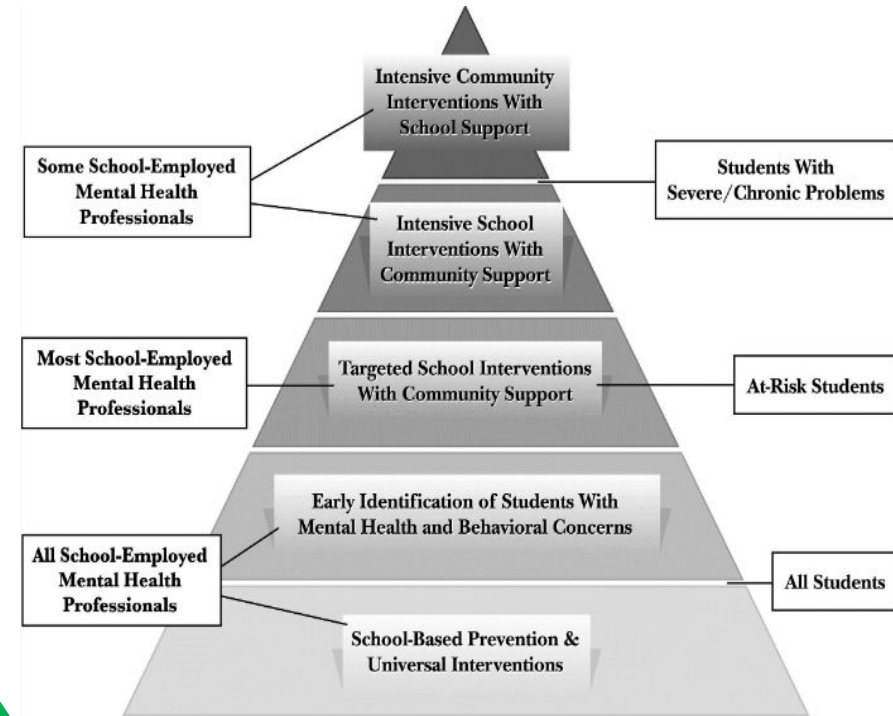 Intensive Community
Interventions With
School Support
Some School-Employed
Mental Health
Professionals
Students With
Severe/Chronic Problems
Intensive School
Interventions With
Community Support
Most School-Employed
Mental Health
Professionals
Targeted School Interventions
With Community Support
At-Risk Students
Early Identification of Students With
Mental Health and Behavioral Concerns
All School-Employed
Mental Health
Professionals
All Students
School-Based Prevention &
Universal Interventions